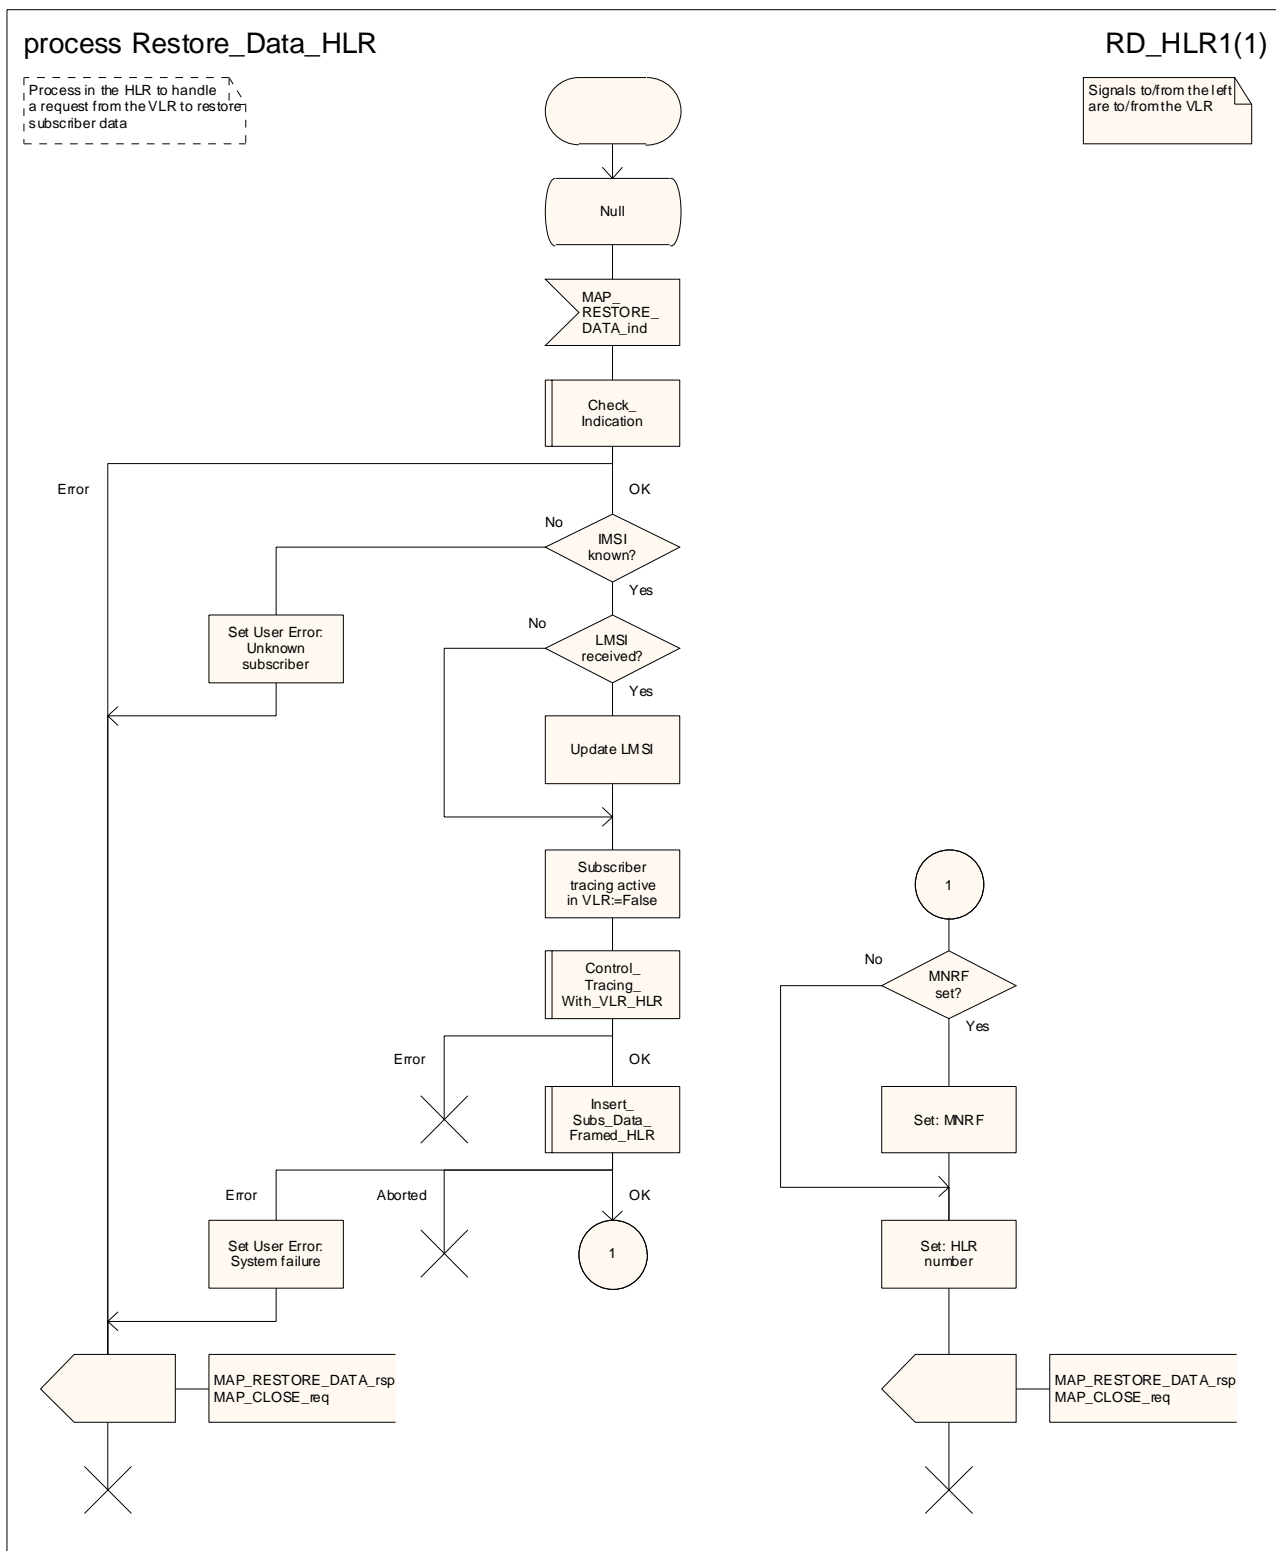 process Restore_Data_HLR
RD_HLR1(1)
Process in the HLR to handle
a request from the VLR to restore
subscriber data
Signals to/from the left
are to/from the VLR
Null
MAP_
RESTORE_
DATA_ind
Check_
Indication
Error
OK
No
IMSI
known?
Yes
Set User Error:
Unknown
subscriber
No
LMSI
received?
Yes
Update LMSI
Subscriber
tracing active
in VLR:=False
Control_
Tracing_
With_VLR_HLR
Error
OK
Insert_
Subs_Data_
Framed_HLR
Error
Aborted
OK
Set User Error:
System failure
1
MAP_RESTORE_DATA_rsp
MAP_CLOSE_req
1
No
MNRF
set?
Yes
Set: MNRF
Set: HLR
number
MAP_RESTORE_DATA_rsp
MAP_CLOSE_req